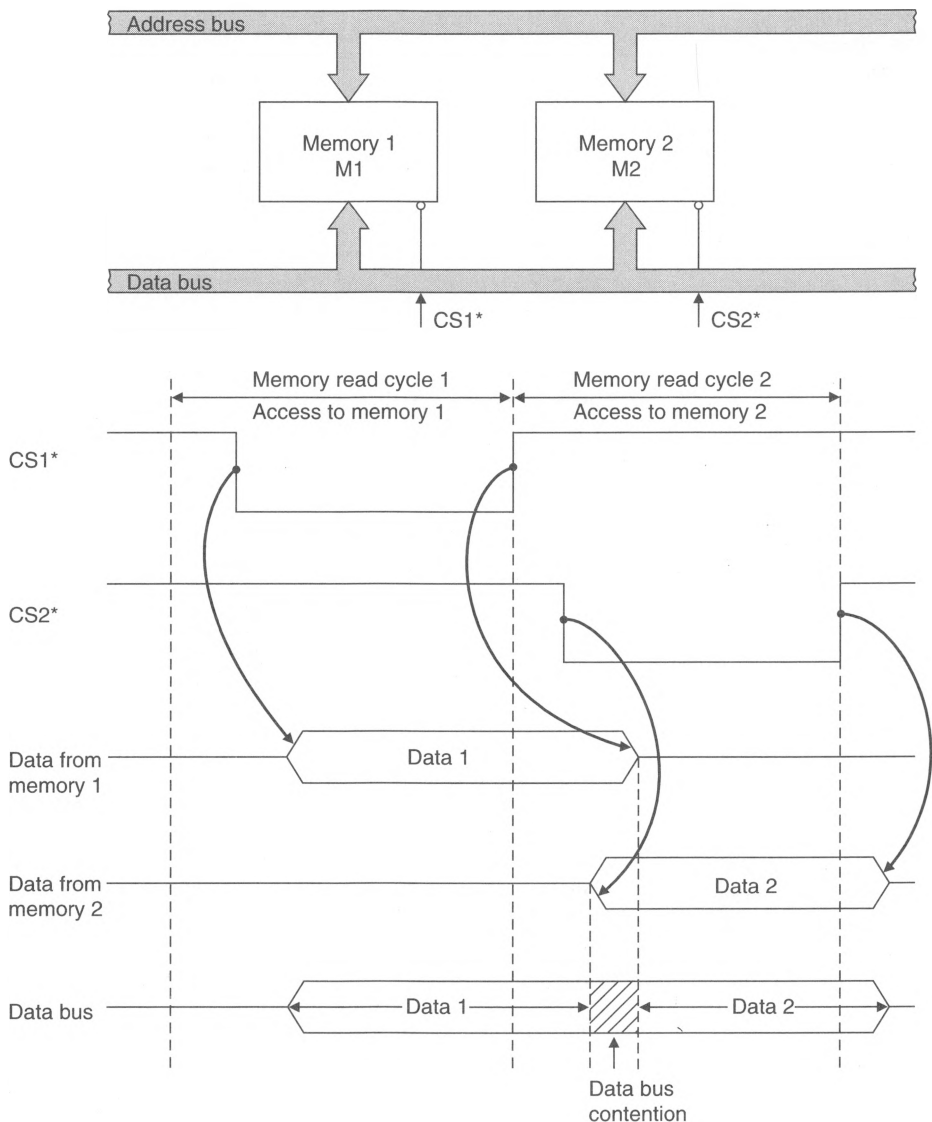 Address bus
Memory 1
M1
Memory 2
M2
Data bus
CS1*
CS2*
Memory read cycle 1
Memory read cycle 2
Access to memory 1
Access to memory 2
CS1*
CS2*
Data from
memory 1
Data 1
Data from
memory 2
Data 2
Data bus
Data 1
Data 2
Data bus
contention